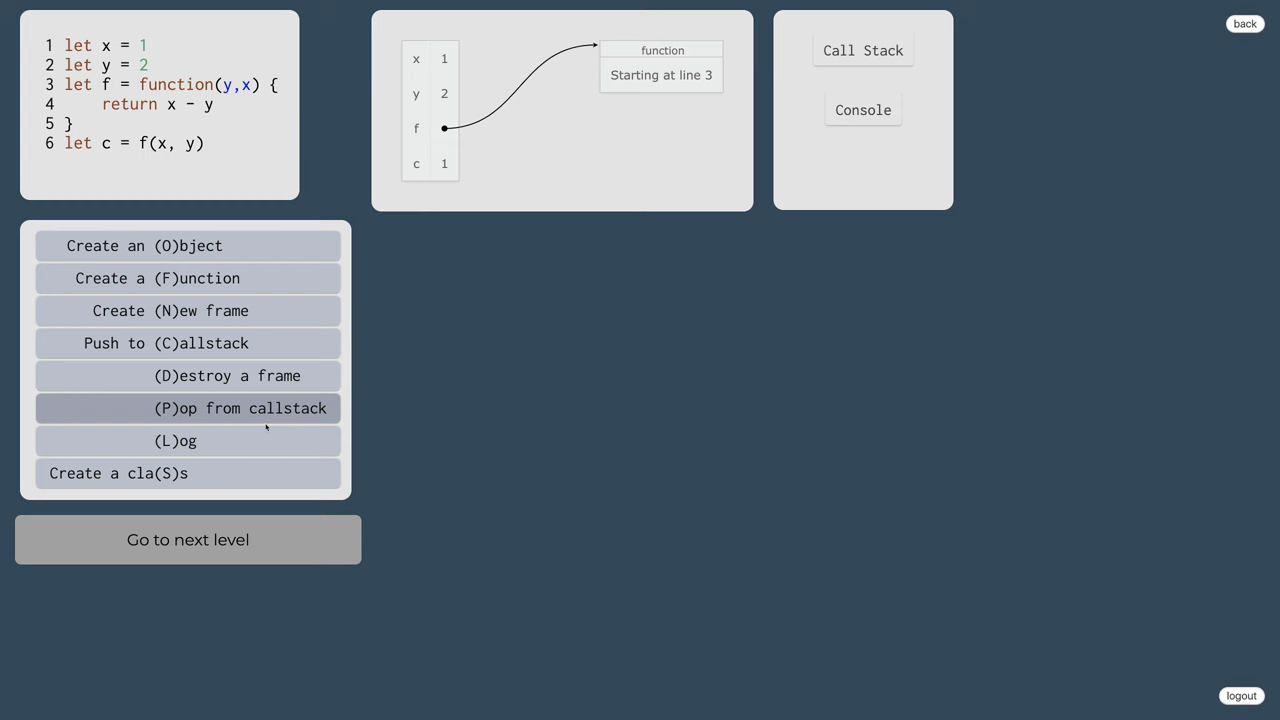 1 let x = 1
2 let y = 2
3 let f = function(y,x) {
4     return x - y
5 }
6 let c = f(x, y)
x 1
y 2
f
c 1
function
Starting at line 3
Call Stack
Console
back
Create an (O)bject
Create a (F)unction
Create (N)ew frame
Push to (C)allstack
(D)estroy a frame
(P)op from callstack
(L)og
Create a cla(S)s
Go to next level
logout